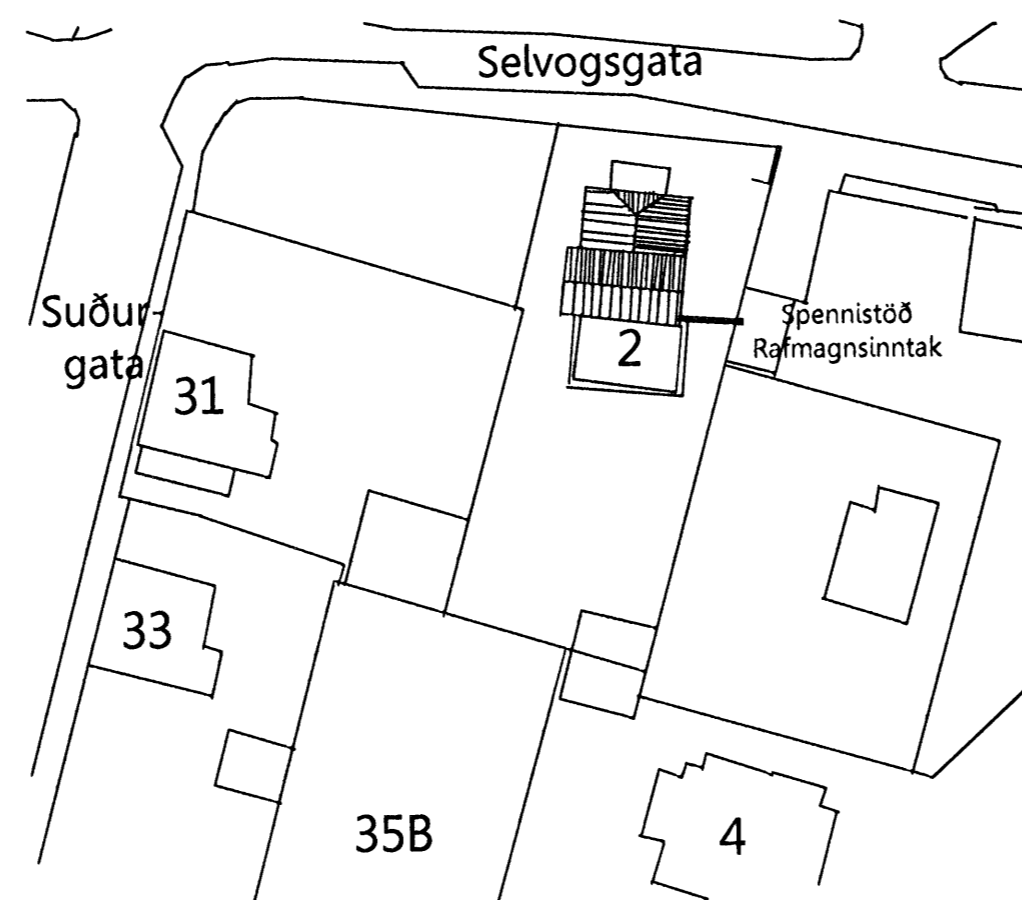 Selvogsgata
Suður
gata
Spennistöð
Rafmagnsinntak
2
31
33
35B
4